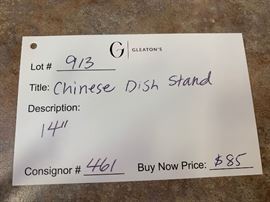 G | GLEATON'S
Lot # 913
Title: Chinese Dish Stand
Description:
14"
Consignor # 461 Buy Now Price: $85